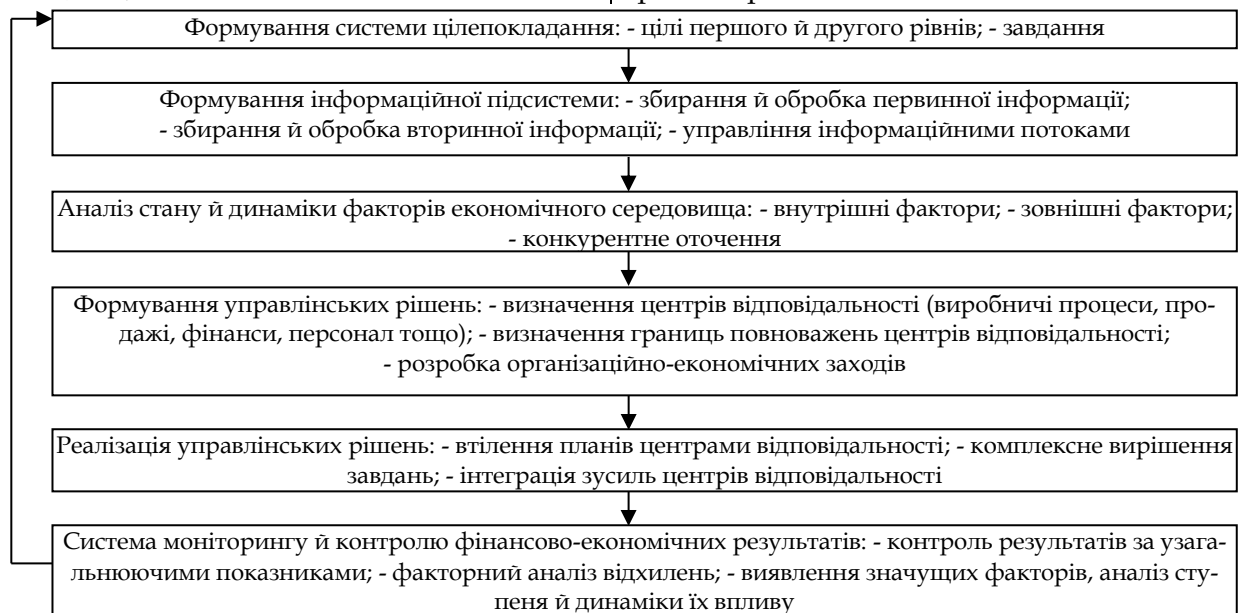 Формування системи цілепокладання: - цілі першого й другого рівнів; - завдання
Формування інформаційної підсистеми: - збирання й обробка первинної інформації;
- збирання й обробка вторинної інформації; - управління інформаційними потоками
Аналіз стану й динаміки факторів економічного середовища: - внутрішні фактори; - зовнішні фактори;
- конкурентне оточення
Формування управлінських рішень: - визначення центрів відповідальності (виробничі процеси, про-
дажі, фінанси, персонал тощо); - визначення границь повноважень центрів відповідальності;
- розробка організаційно-економічних заходів
Реалізація управлінських рішень: - втілення планів центрами відповідальності; - комплексне вирішення
завдань; - інтеграція зусиль центрів відповідальності
Система моніторингу й контролю фінансово-економічних результатів: - контроль результатів за узага-
льнюючими показниками; - факторний аналіз відхилень; - виявлення значущих факторів, аналіз сту-
пеня й динаміки їх впливу